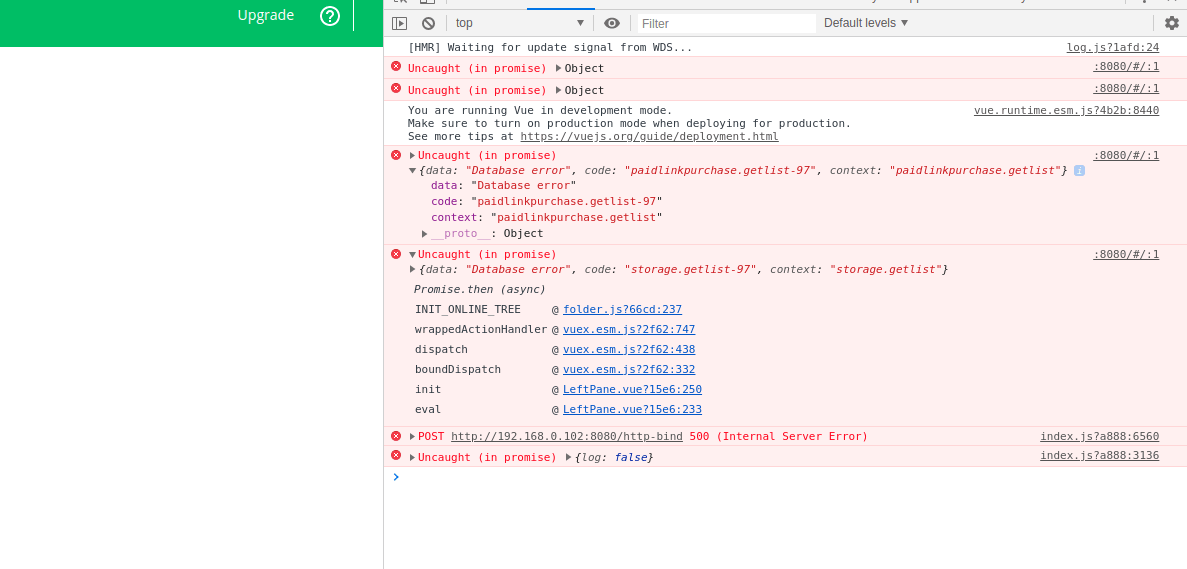 Upgrade
top
Filter
Default levels
[HMR] Waiting for update signal from WDS... log.js?1afd:24
Uncaught (in promise) Object :8080/#/:1
Uncaught (in promise) Object :8080/#/:1
You are running Vue in development mode. vue.runtime.esm.js?4b2b:8440
Make sure to turn on production mode when deploying for production.
See more tips at https://vuejs.org/guide/deployment.html
Uncaught (in promise) :8080/#/:1
{data: "Database error", code: "paidlinkpurchase.getlist-97", context: "paidlinkpurchase.getlist"} i
data: "Database error"
code: "paidlinkpurchase.getlist-97"
context: "paidlinkpurchase.getlist"
__proto__: Object
Uncaught (in promise) :8080/#/:1
{data: "Database error", code: "storage.getlist-97", context: "storage.getlist"}
Promise.then (async)
INIT_ONLINE_TREE @ folder.js?66cd:237
wrappedActionHandler @ vuex.esm.js?2f62:747
dispatch @ vuex.esm.js?2f62:438
boundDispatch @ vuex.esm.js?2f62:332
init @ LeftPane.vue?15e6:250
eval @ LeftPane.vue?15e6:233
POST http://192.168.0.102:8080/http-bind 500 (Internal Server Error) index.js?a888:6560
Uncaught (in promise) {log: false} index.js?a888:3136